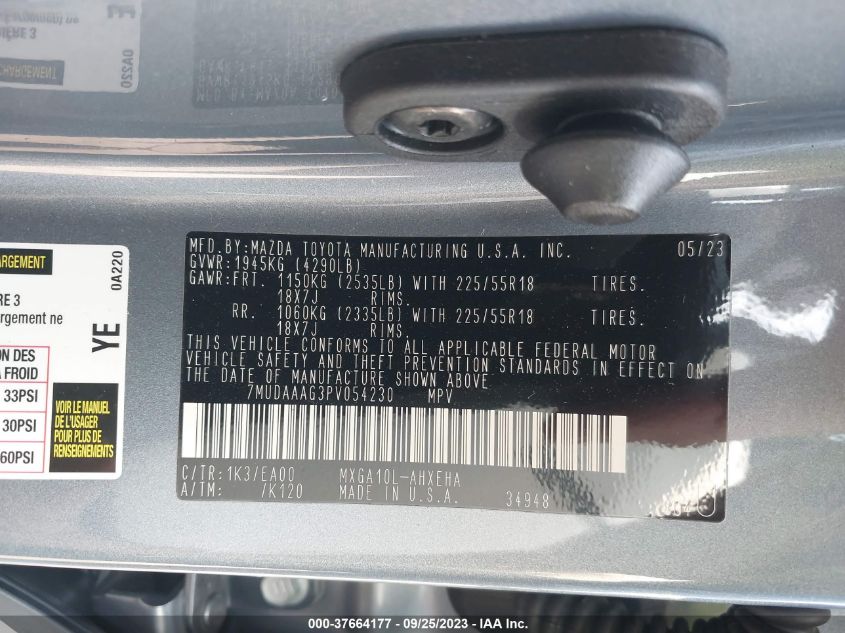 ARGEMENT
0A220
RE 3
argement ne
YE
ION DES
A FROID
33PSI
30PSI
60PSI
VOIR LE MANUEL
DE L'USAGER
POUR PLUS DE
RENSEIGNEMENTS
MFD.BY:MAZDA TOYOTA MANUFACTURING U.S.A. INC. 05/23
GVWR:1945KG (4290LB)
GAWR:FRT. 1150KG (2535LB) WITH 225/55R18 TIRES.
18X7J RIMS.
RR. 1060KG (2335LB) WITH 225/55R18 TIRES.
18X7J RIMS.
THIS VEHICLE CONFORMS TO ALL APPLICABLE FEDERAL MOTOR
VEHICLE SAFETY AND THEFT PREVENTION STANDARDS IN EFFECT ON
THE DATE OF MANUFACTURE SHOWN ABOVE
7MUDAAAG3PV054230 MPV
C/TR:1K3/EA00 MXGA10L-AHXEHA
A/TM: /K120 MADE IN U.S.A. 34948
000-37664177 - 09/25/2023 - IAA Inc.